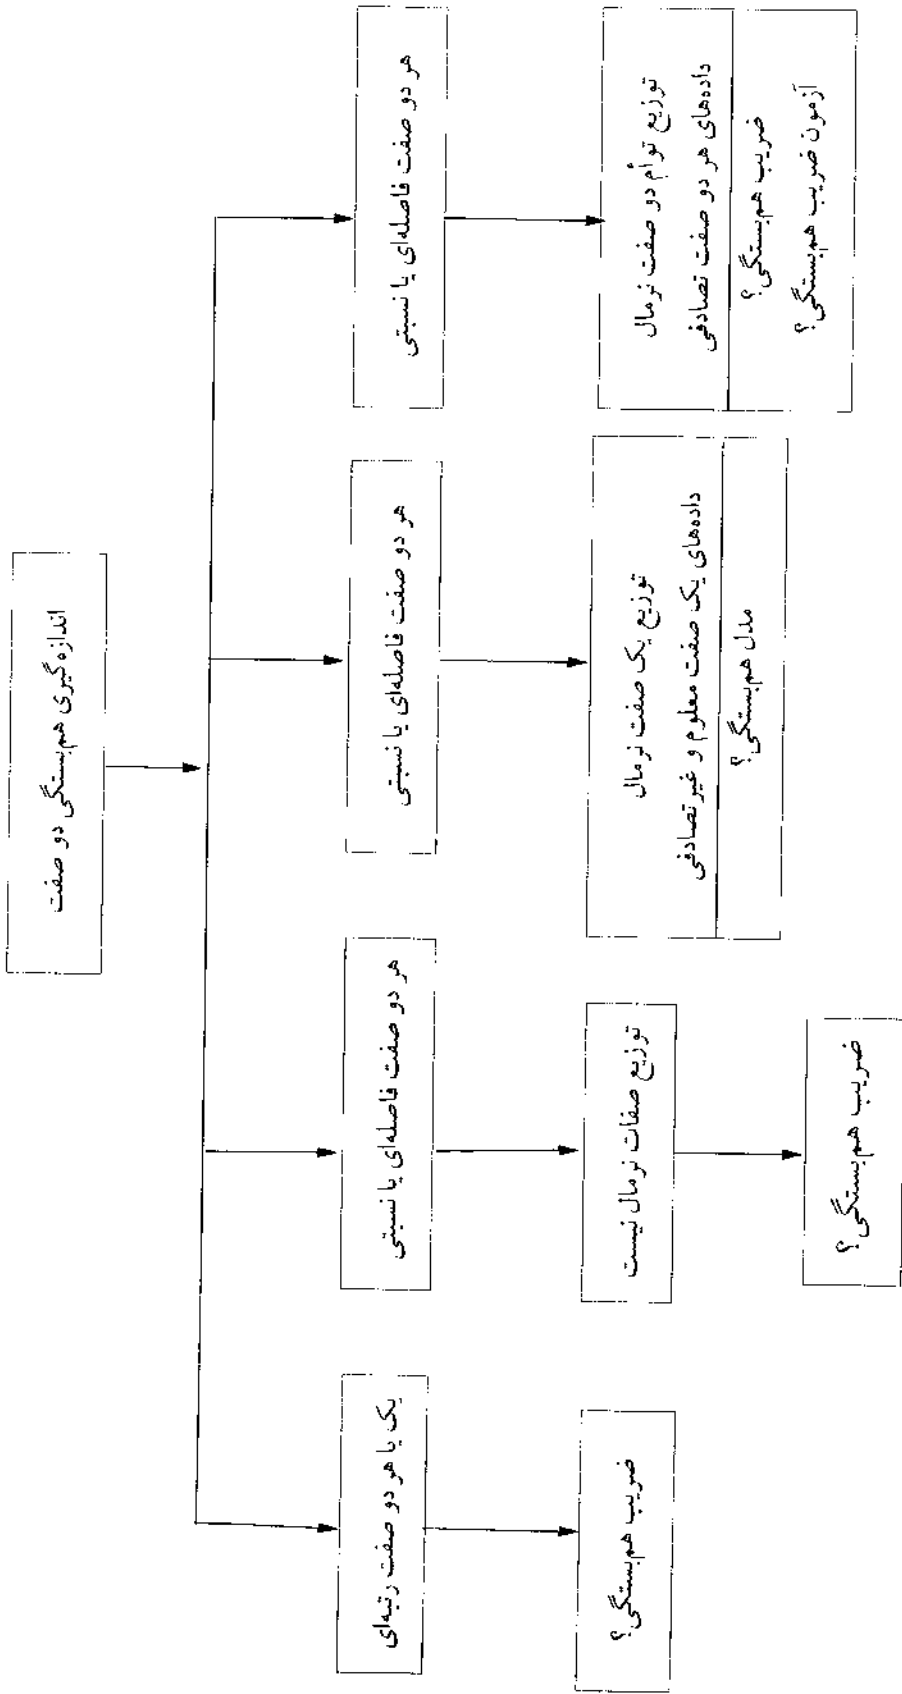 اندازه‌گیری هم‌بستگی دو صفت
هر دو صفت فاصله‌ای یا نسبتی
توزیع توأم دو صفت نرمال
داده‌های هر دو صفت تصادفی
ضریب هم‌بستگی؟
آزمون ضریب هم‌بستگی؟
هر دو صفت فاصله‌ای یا نسبتی
توزیع یک صفت نرمال
داده‌های یک صفت معلوم و غیرتصادفی
مدل هم‌بستگی؟
هر دو صفت فاصله‌ای یا نسبتی
توزیع صفات نرمال نیست
ضریب هم‌بستگی؟
یک یا هر دو صفت رتبه‌ای
ضریب هم‌بستگی؟